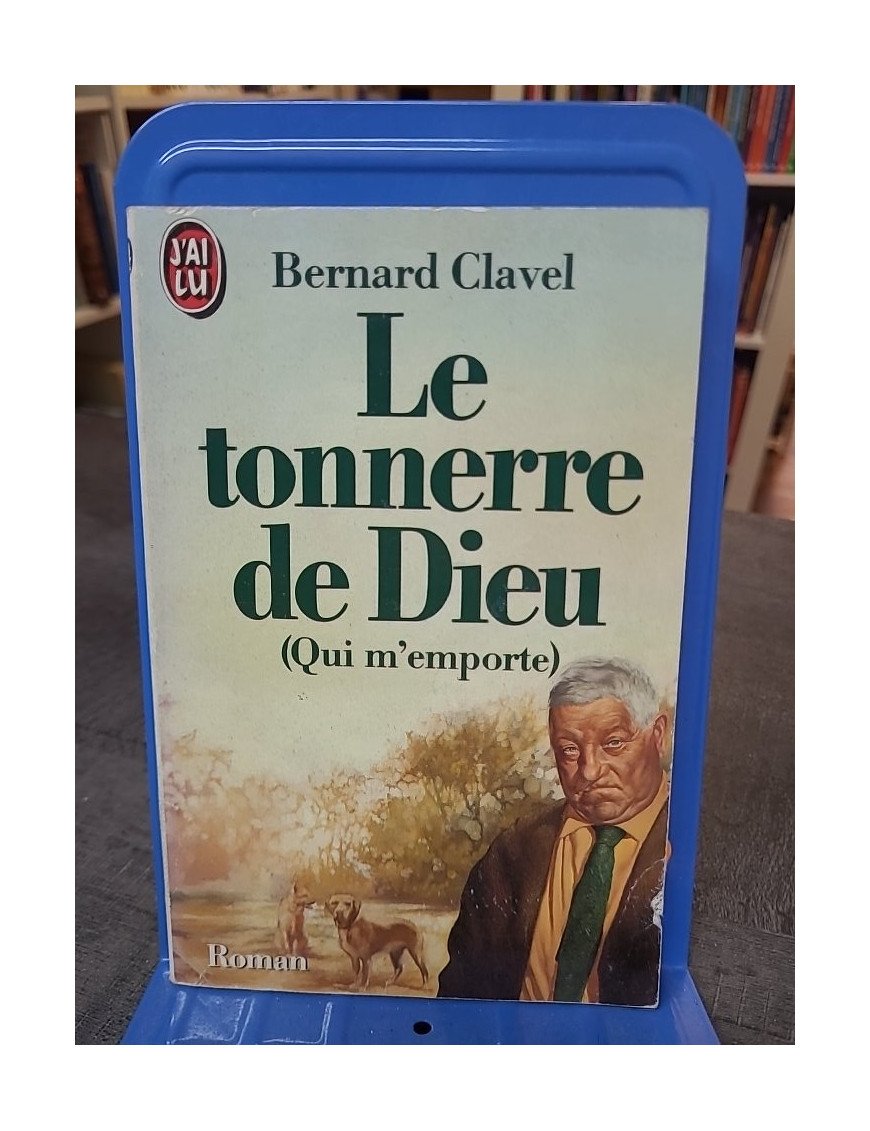 J'AI
LU
Bernard Clavel
Le
tonnerre
de Dieu
(Qui m'emporte)
Roman